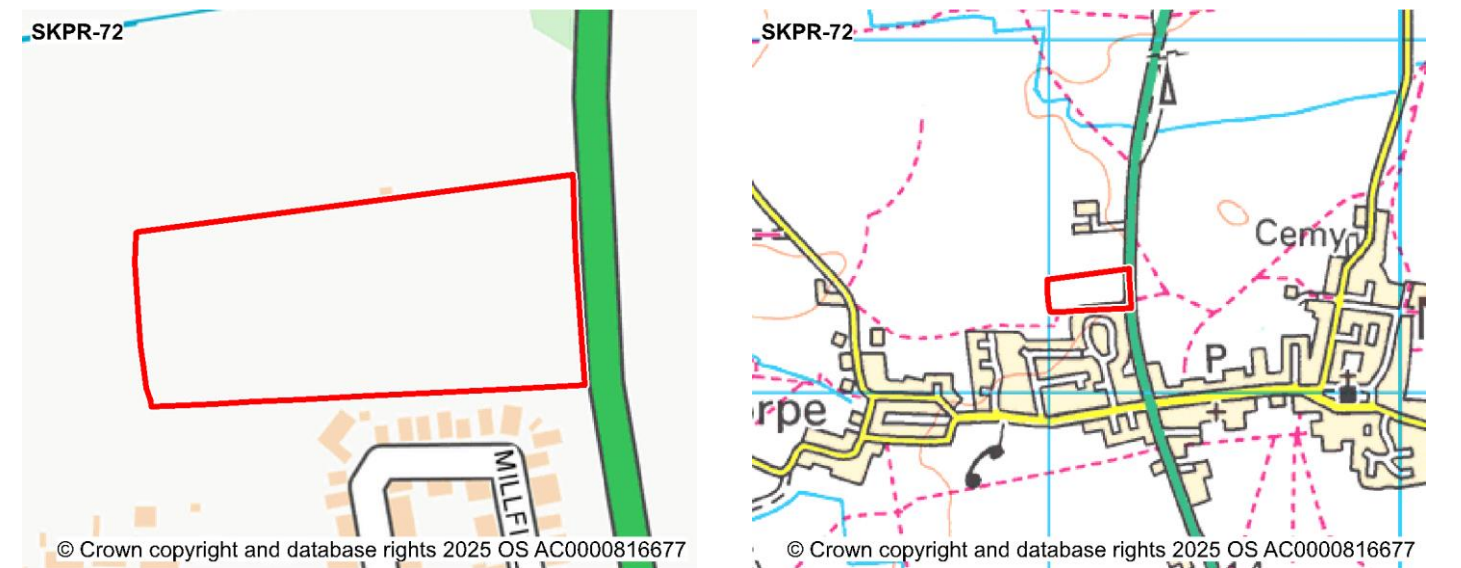 SKPR-72
MILLFI
© Crown copyright and database rights 2025 OS AC0000816677
SKPR-72
Cemy
P
rpe
© Crown copyright and database rights 2025 OS AC0000816677